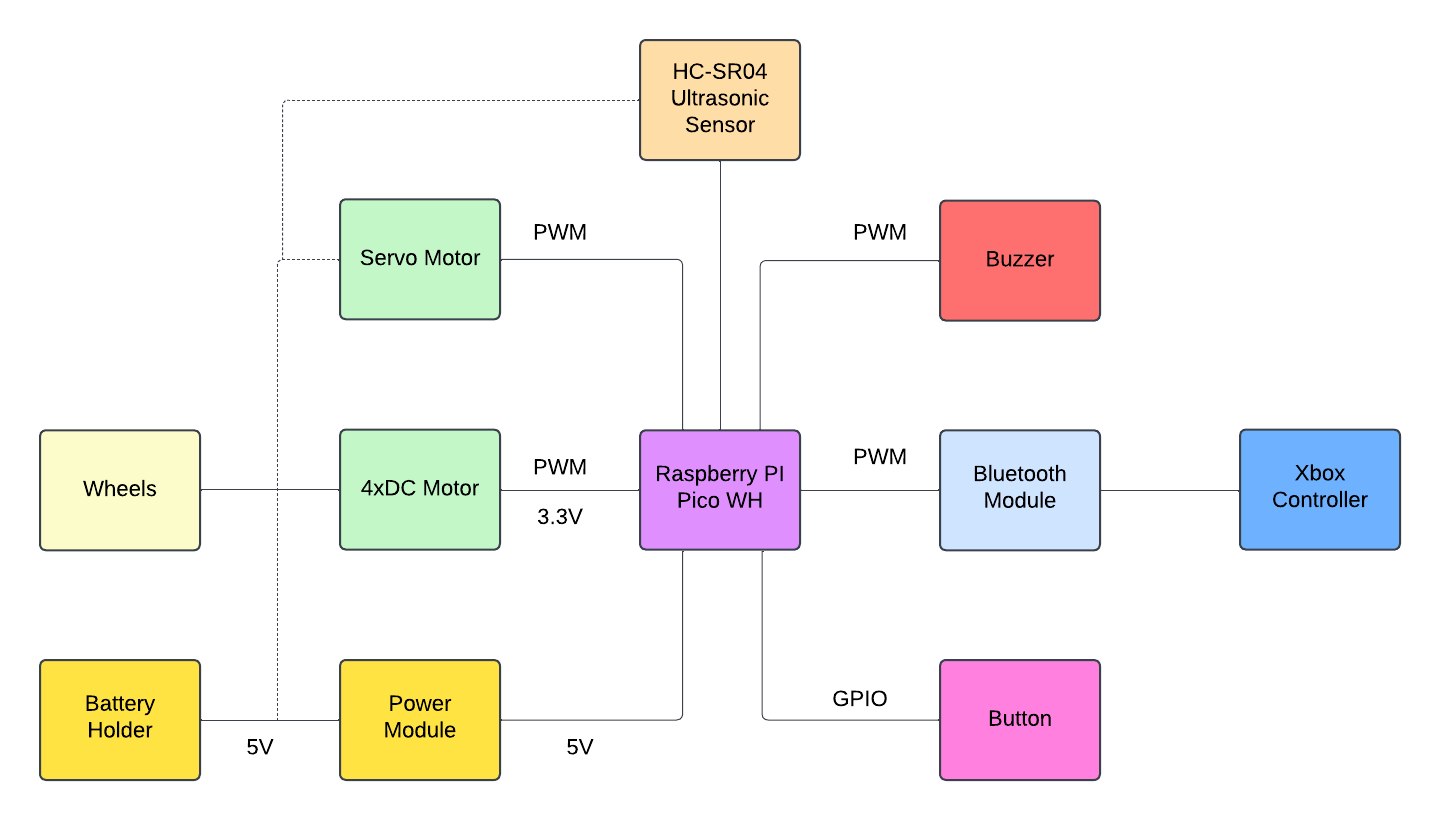 HC-SR04
Ultrasonic
Sensor
PWM
PWM
Servo Motor
Buzzer
Wheels
4xDC Motor
PWM
3.3V
Raspberry PI
Pico WH
PWM
Bluetooth
Module
Xbox
Controller
Battery
Holder
5V
Power
Module
5V
GPIO
Button